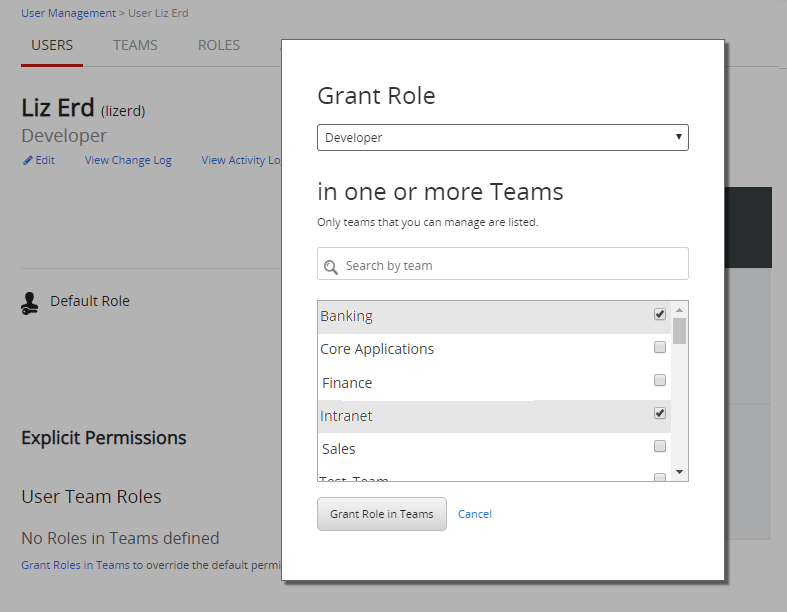 User Management > User Liz Erd
USERS TEAMS ROLES
Liz Erd (lizerd)
Developer
Edit View Change Log View Activity Lo
Default Role
Explicit Permissions
User Team Roles
No Roles in Teams defined
Grant Roles in Teams to override the default permi
Grant Role
Developer
in one or more Teams
Only teams that you can manage are listed.
Search by team
Banking
Core Applications
Finance
Intranet
Sales
Test Team
Grant Role in Teams Cancel